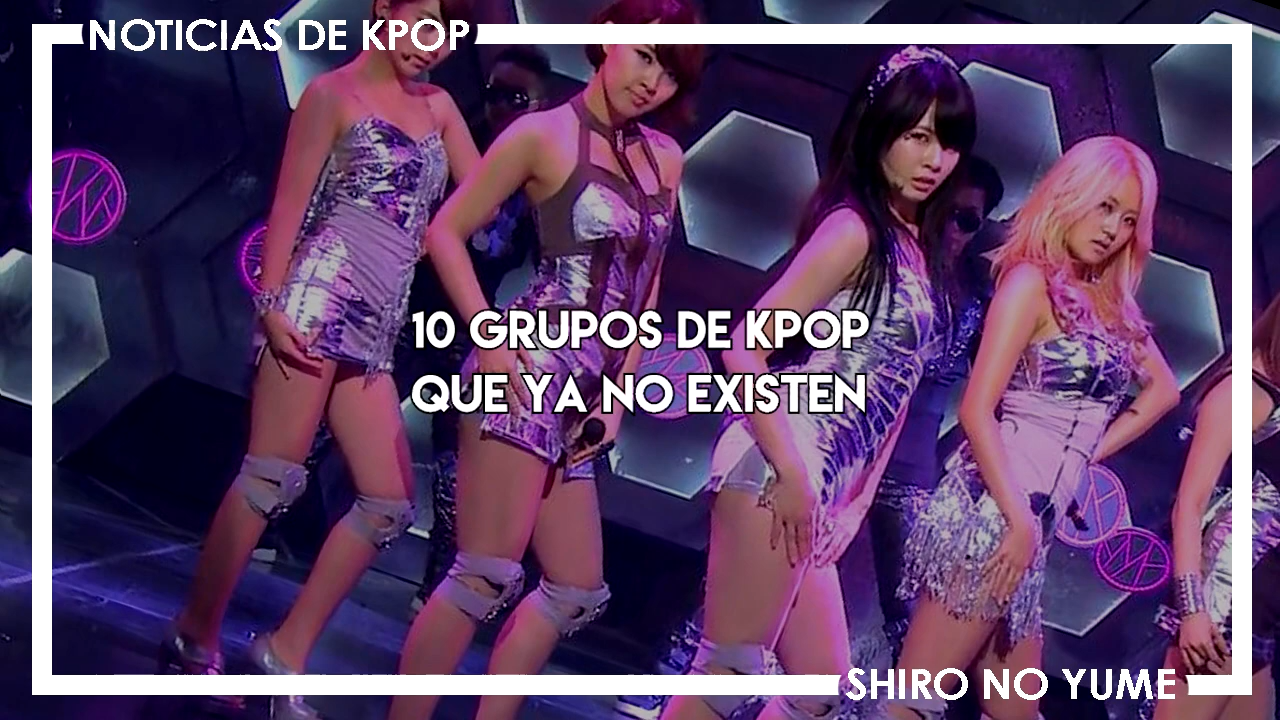 NOTICIAS DE KPOP
10 GRUPOS DE KPOP
QUE YA NO EXISTEN
SHIRO NO YUME